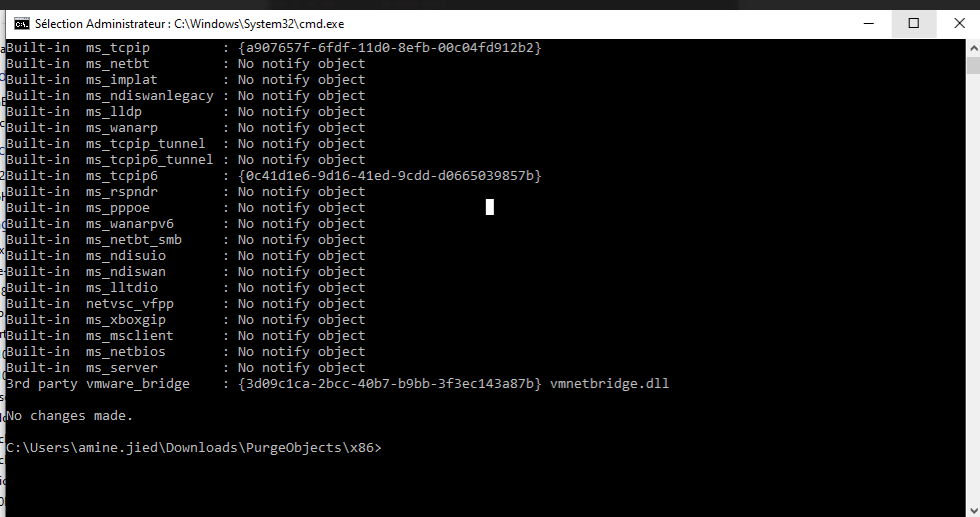 Sélection Administrateur : C:\Windows\System32\cmd.exe
Built-in  ms_tcpip         : {a907657f-6fdf-11d0-8efb-00c04fd912b2}
Built-in  ms_netbt         : No notify object
Built-in  ms_implat        : No notify object
Built-in  ms_ndiswanlegacy : No notify object
Built-in  ms_lldp          : No notify object
Built-in  ms_wanarp        : No notify object
Built-in  ms_tcpip_tunnel  : No notify object
Built-in  ms_tcpip6_tunnel : No notify object
Built-in  ms_tcpip6        : {0c41d1e6-9d16-41ed-9cdd-d0665039857b}
Built-in  ms_rspndr        : No notify object
Built-in  ms_pppoe         : No notify object
Built-in  ms_wanarpv6      : No notify object
Built-in  ms_netbt_smb     : No notify object
Built-in  ms_ndisuio       : No notify object
Built-in  ms_ndiswan       : No notify object
Built-in  ms_lltdio        : No notify object
Built-in  netvsc_vfpp      : No notify object
Built-in  ms_xboxgip       : No notify object
Built-in  ms_msclient      : No notify object
Built-in  ms_netbios       : No notify object
Built-in  ms_server        : No notify object
3rd party vmware_bridge    : {3d09c1ca-2bcc-40b7-b9bb-3f3ec143a87b} vmnetbridge.dll
No changes made.
C:\Users\amine.jied\Downloads\PurgeObjects\x86>